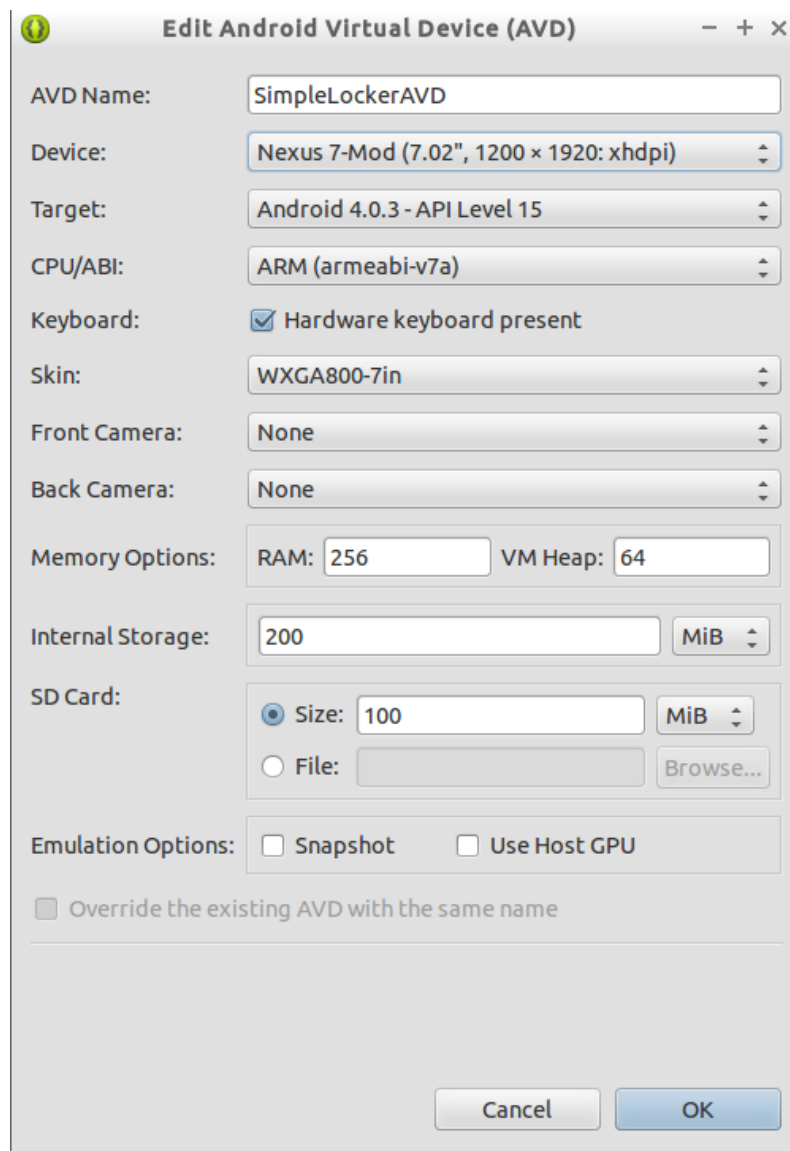 Edit Android Virtual Device (AVD)
AVD Name: SimpleLockerAVD
Device: Nexus 7-Mod (7.02", 1200 × 1920: xhdpi)
Target: Android 4.0.3 - API Level 15
CPU/ABI: ARM (armeabi-v7a)
Keyboard: Hardware keyboard present
Skin: WXGA800-7in
Front Camera: None
Back Camera: None
Memory Options: RAM: 256 VM Heap: 64
Internal Storage: 200 MiB
SD Card:
Size: 100 MiB
File: Browse...
Emulation Options: Snapshot Use Host GPU
Override the existing AVD with the same name
Cancel OK